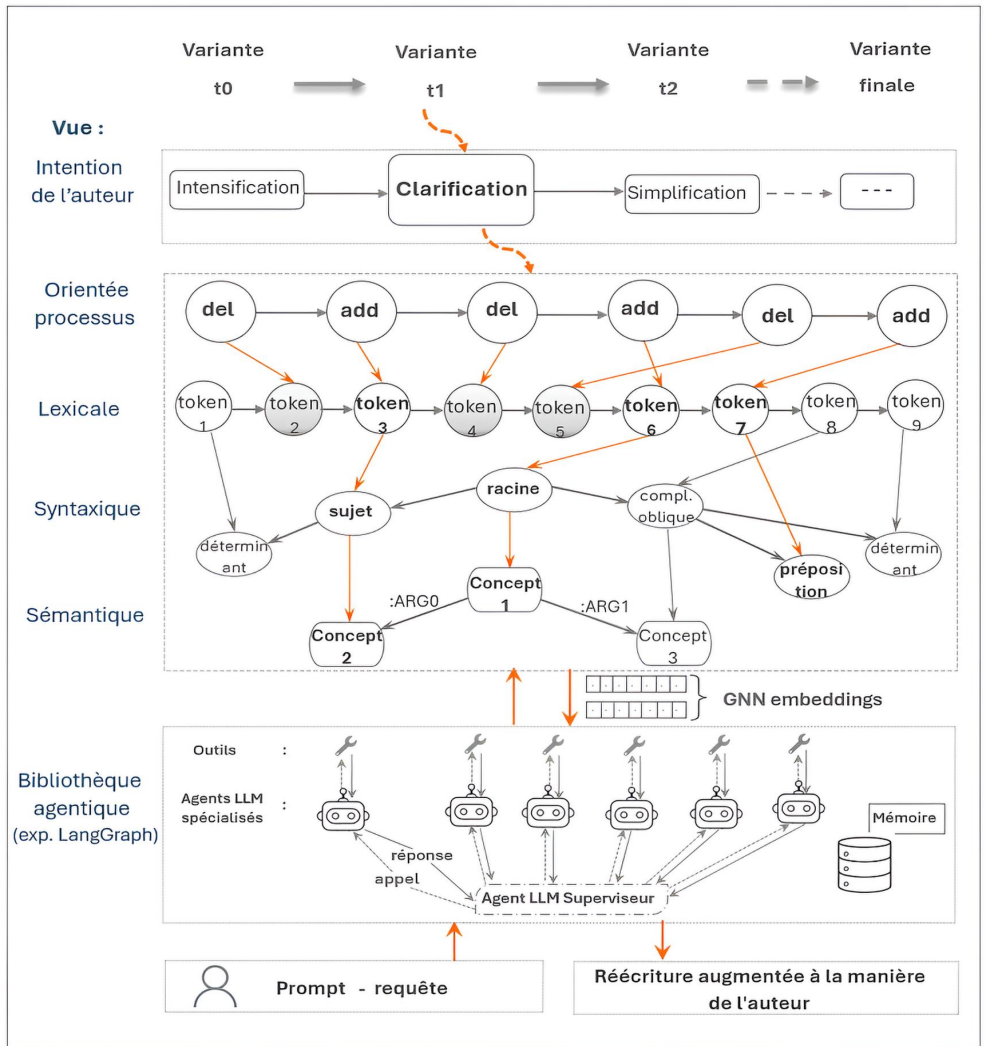 Variante Variante Variante Variante
t0 t1 t2 finale
Vue :
Intention
de l'auteur
Intensification
Clarification
Simplification
---
Orientée
processus
del add del add del add
Lexicale
token
1
token
2
token
3
token
4
token
5
token
6
token
7
token
8
token
9
Syntaxique
racine
sujet
compl.
oblique
détermin
ant
prépos
ition
détermin
ant
Sémantique
Concept
1
:ARG0
:ARG1
Concept
2
Concept
3
GNN embeddings
Bibliothèque
agentique
(exp. LangGraph)
Outils :
Agents LLM :
spécialisés
Mémoire
réponse
appel
Agent LLM Superviseur
Prompt - requête
Réécriture augmentée à la manière
de l'auteur